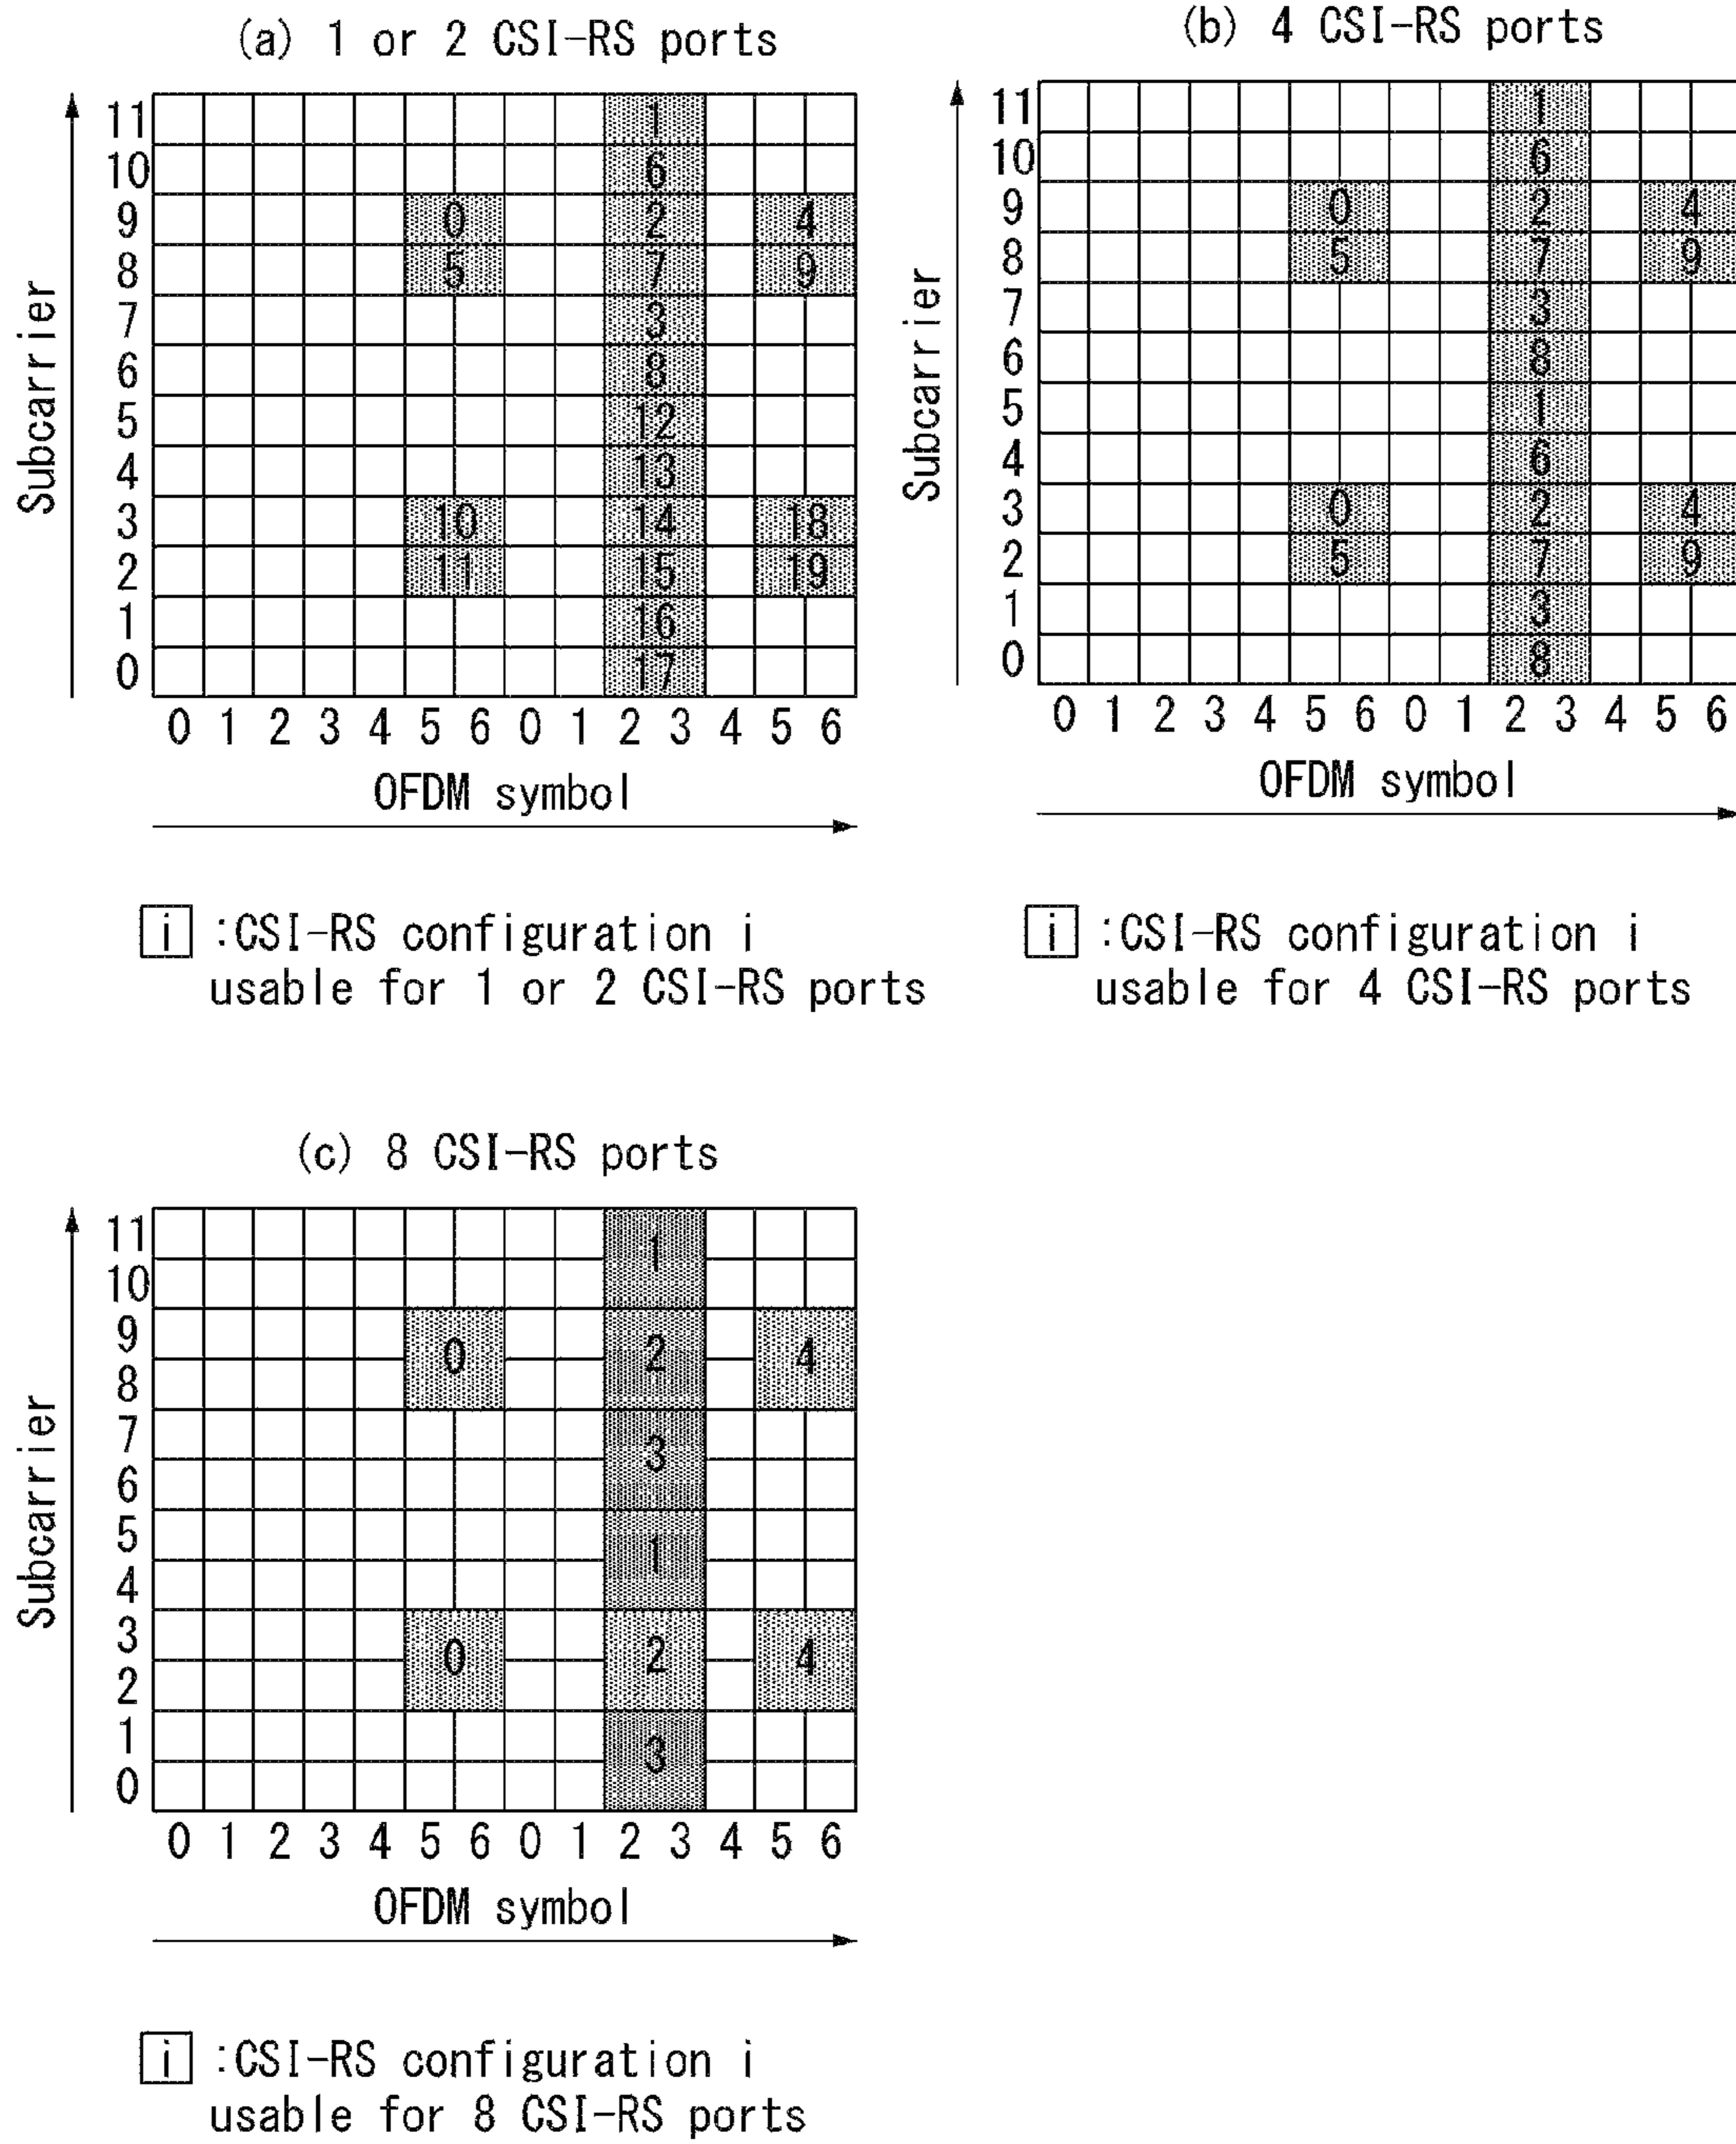 (a) 1 or 2 CSI-RS ports
Subcarrier
11 1
10 6
9 0 2 4
8 5 7 9
7 3
6 8
5 12
4 13
3 10 14 18
2 11 15 19
1 16
0 17
0 1 2 3 4 5 6 0 1 2 3 4 5 6
OFDM symbol
i :CSI-RS configuration i
usable for 1 or 2 CSI-RS ports
(b) 4 CSI-RS ports
Subcarrier
11 1
10 6
9 0 2 4
8 5 7 9
7 3
6 8
5 1
4 6
3 0 2 4
2 5 7 9
1 3
0 8
0 1 2 3 4 5 6 0 1 2 3 4 5 6
OFDM symbol
i :CSI-RS configuration i
usable for 4 CSI-RS ports
(c) 8 CSI-RS ports
Subcarrier
11
1
10
9
0 2 4
8
7
3
6
5
1
4
3
0 2 4
2
1
3
0
0 1 2 3 4 5 6 0 1 2 3 4 5 6
OFDM symbol
i :CSI-RS configuration i
usable for 8 CSI-RS ports